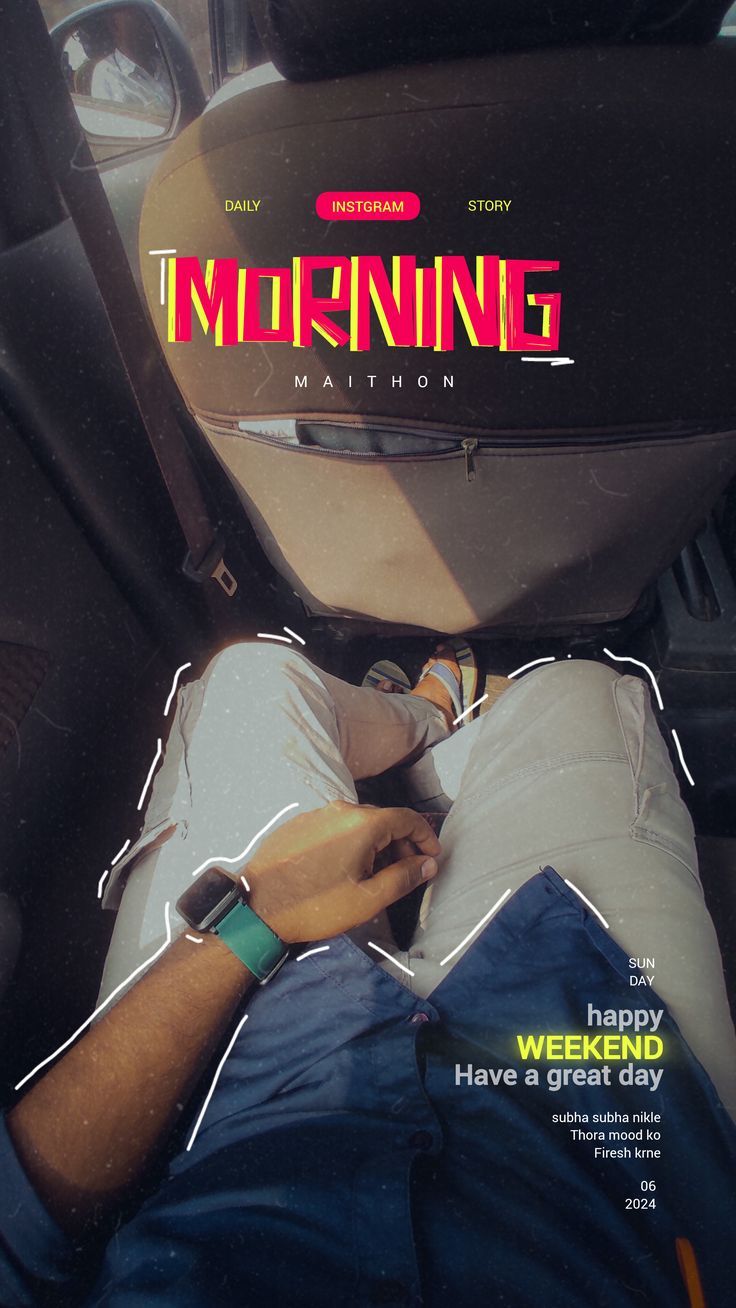 DAILY INSTGRAM STORY
MORNING
MAITHON
SUN
DAY
happy
WEEKEND
Have a great day
subha subha nikle
Thora mood ko
Firesh krne
06
2024